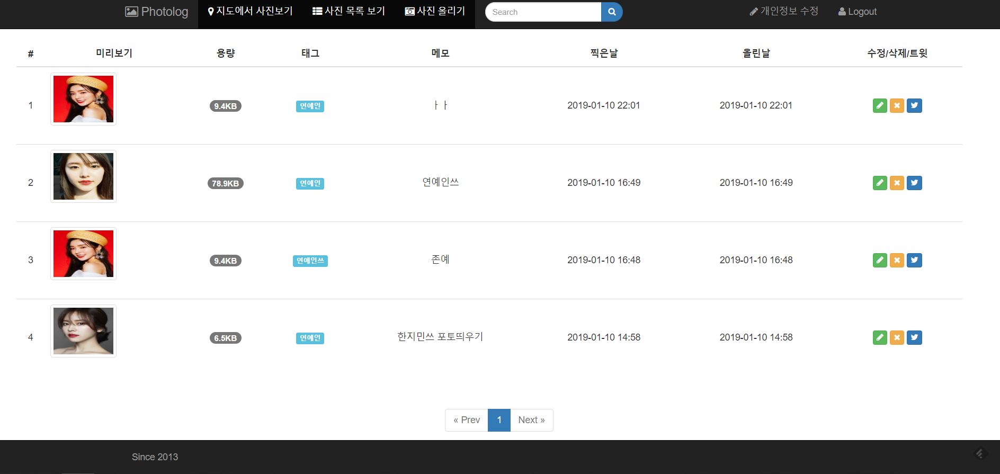 Photolog 지도에서 사진보기 사진 목록 보기 사진 올리기 Search 개인정보 수정 Logout
# 미리보기 용량 태그 메모 찍은날 올린날 수정/삭제/트윗
1 9.4KB 연예인 ㅏㅏ 2019-01-10 22:01 2019-01-10 22:01
2 78.9KB 연예인 연예인쓰 2019-01-10 16:49 2019-01-10 16:49
3 9.4KB 연예인쓰 존예 2019-01-10 16:48 2019-01-10 16:48
4 6.5KB 연예인 한지민쓰 포토띄우기 2019-01-10 14:58 2019-01-10 14:58
« Prev 1 Next »
Since 2013